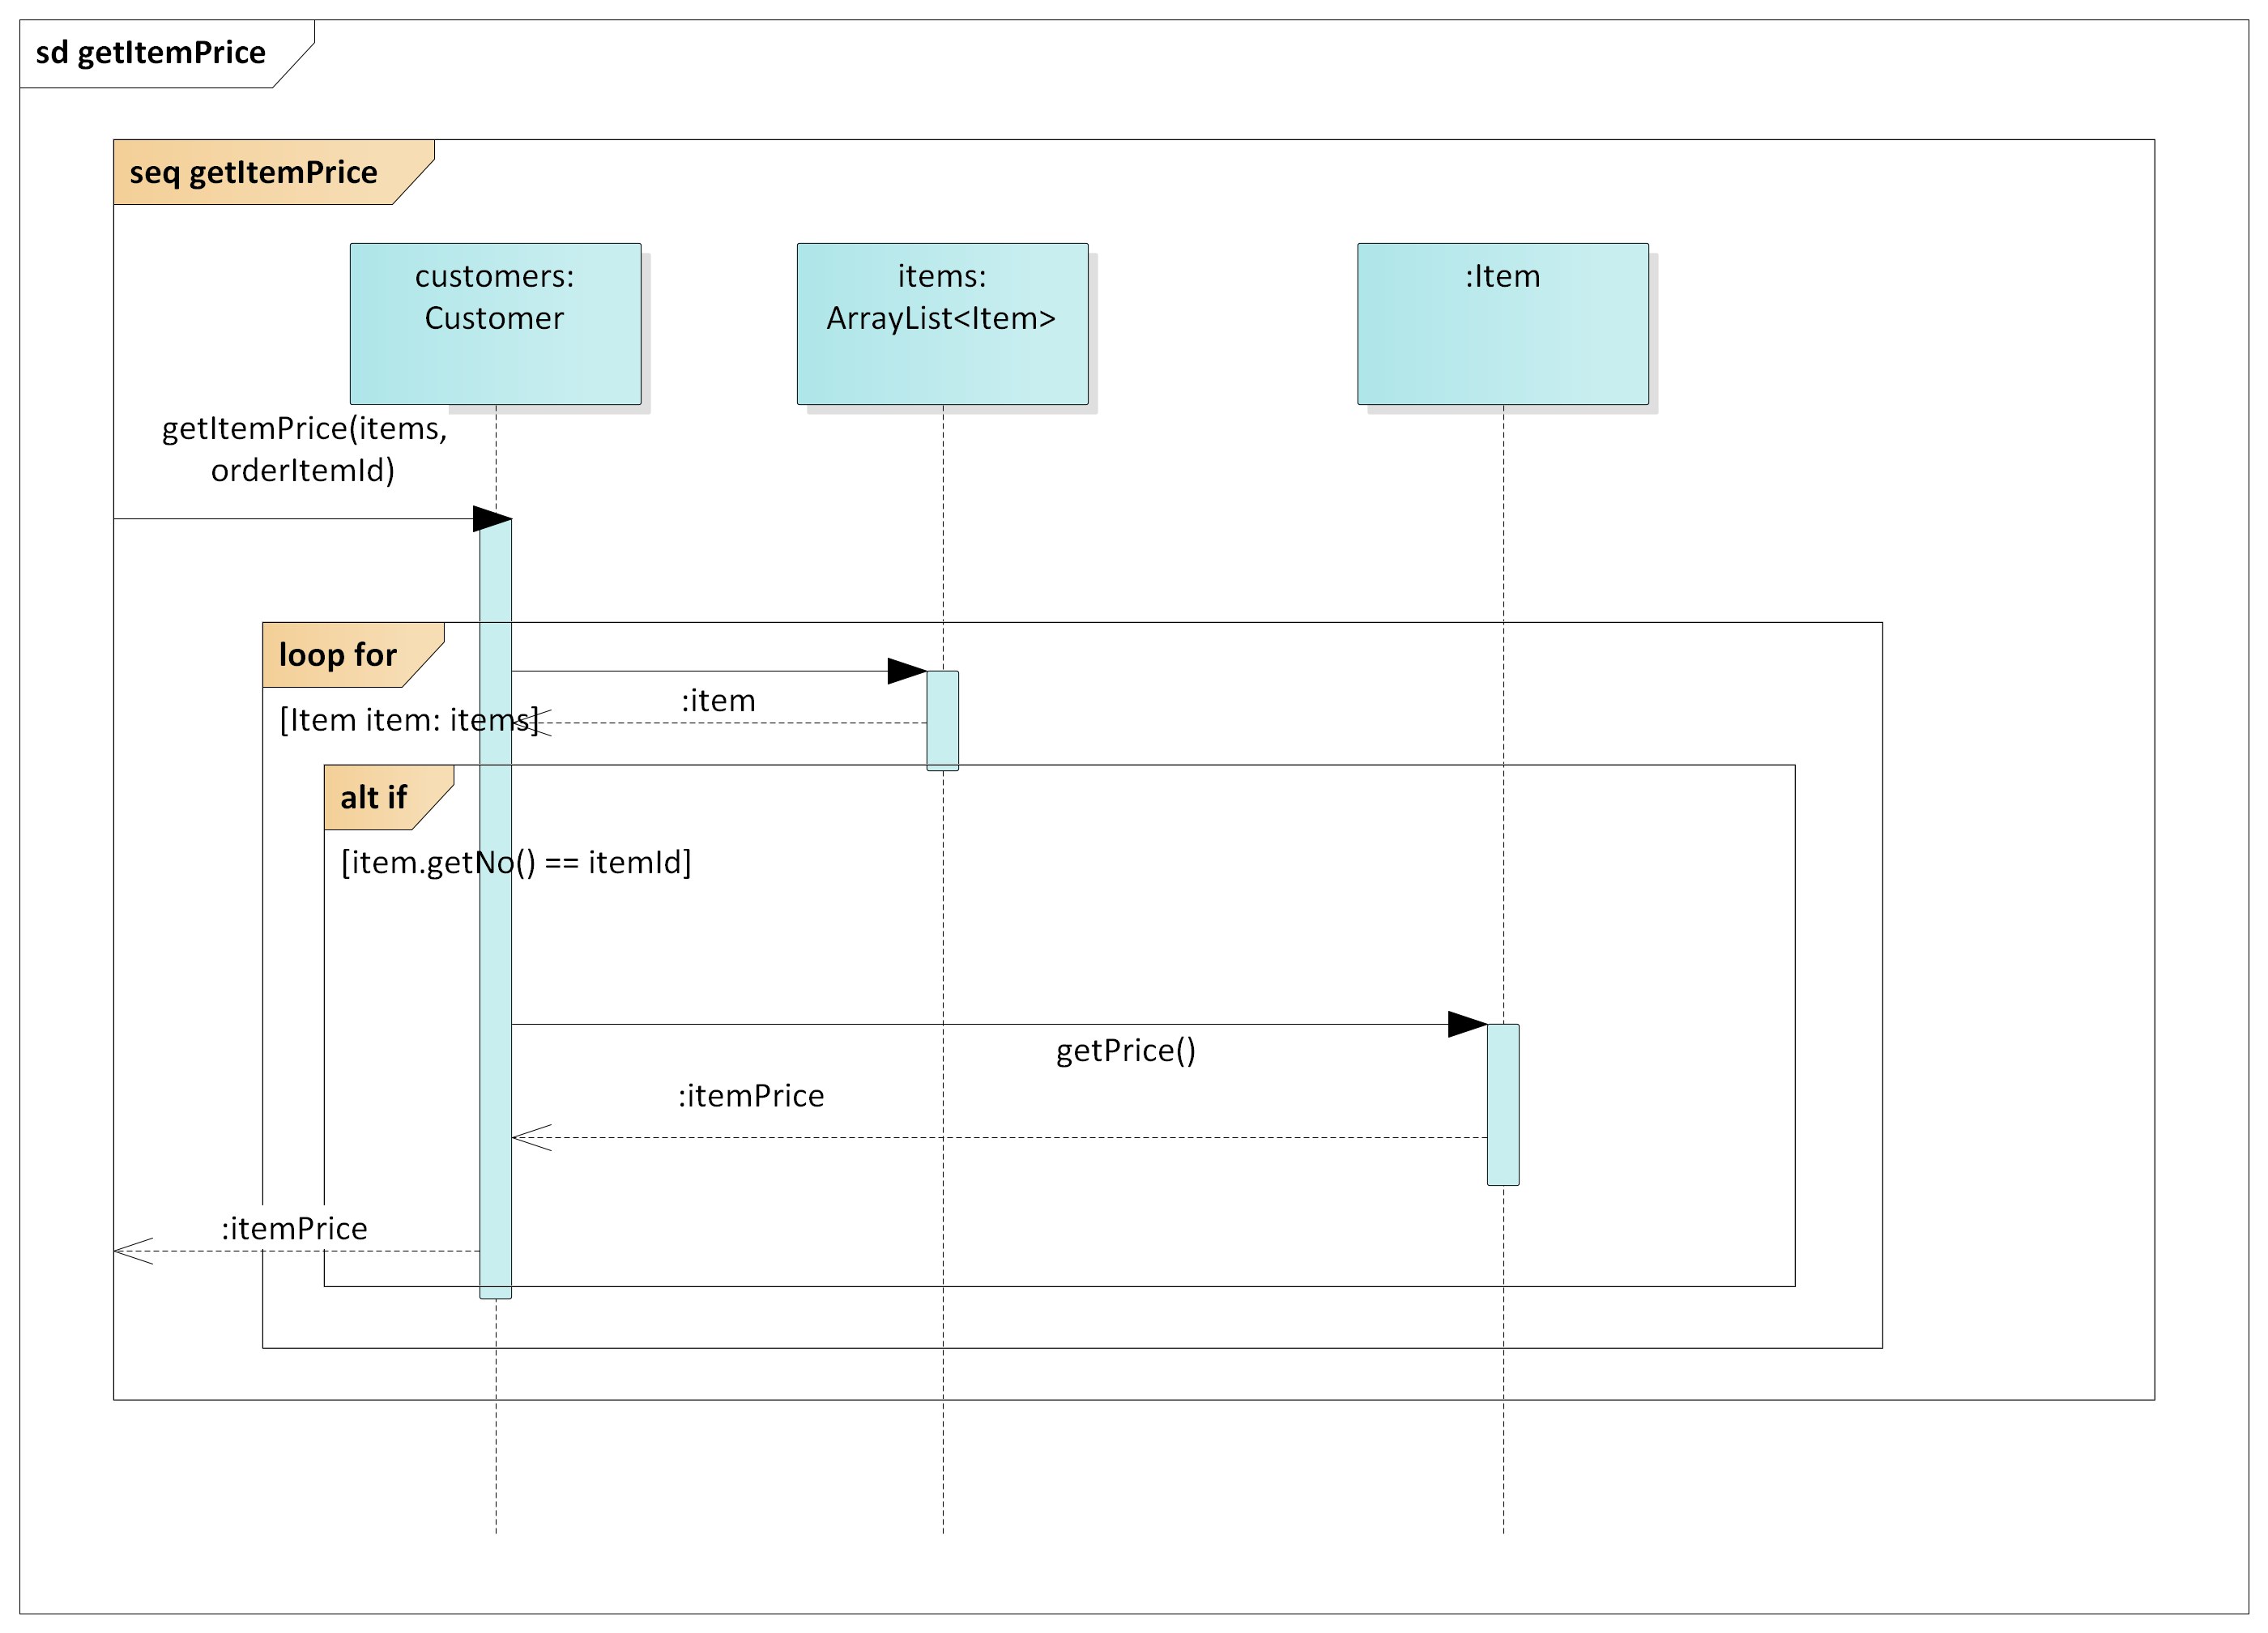 sd getItemPrice
seq getItemPrice
customers:
Customer
items:
ArrayList<Item>
:Item
getItemPrice(items,
orderItemId)
loop for
[Item item: items]
:item
alt if
[item.getNo() == itemId]
getPrice()
:itemPrice
:itemPrice